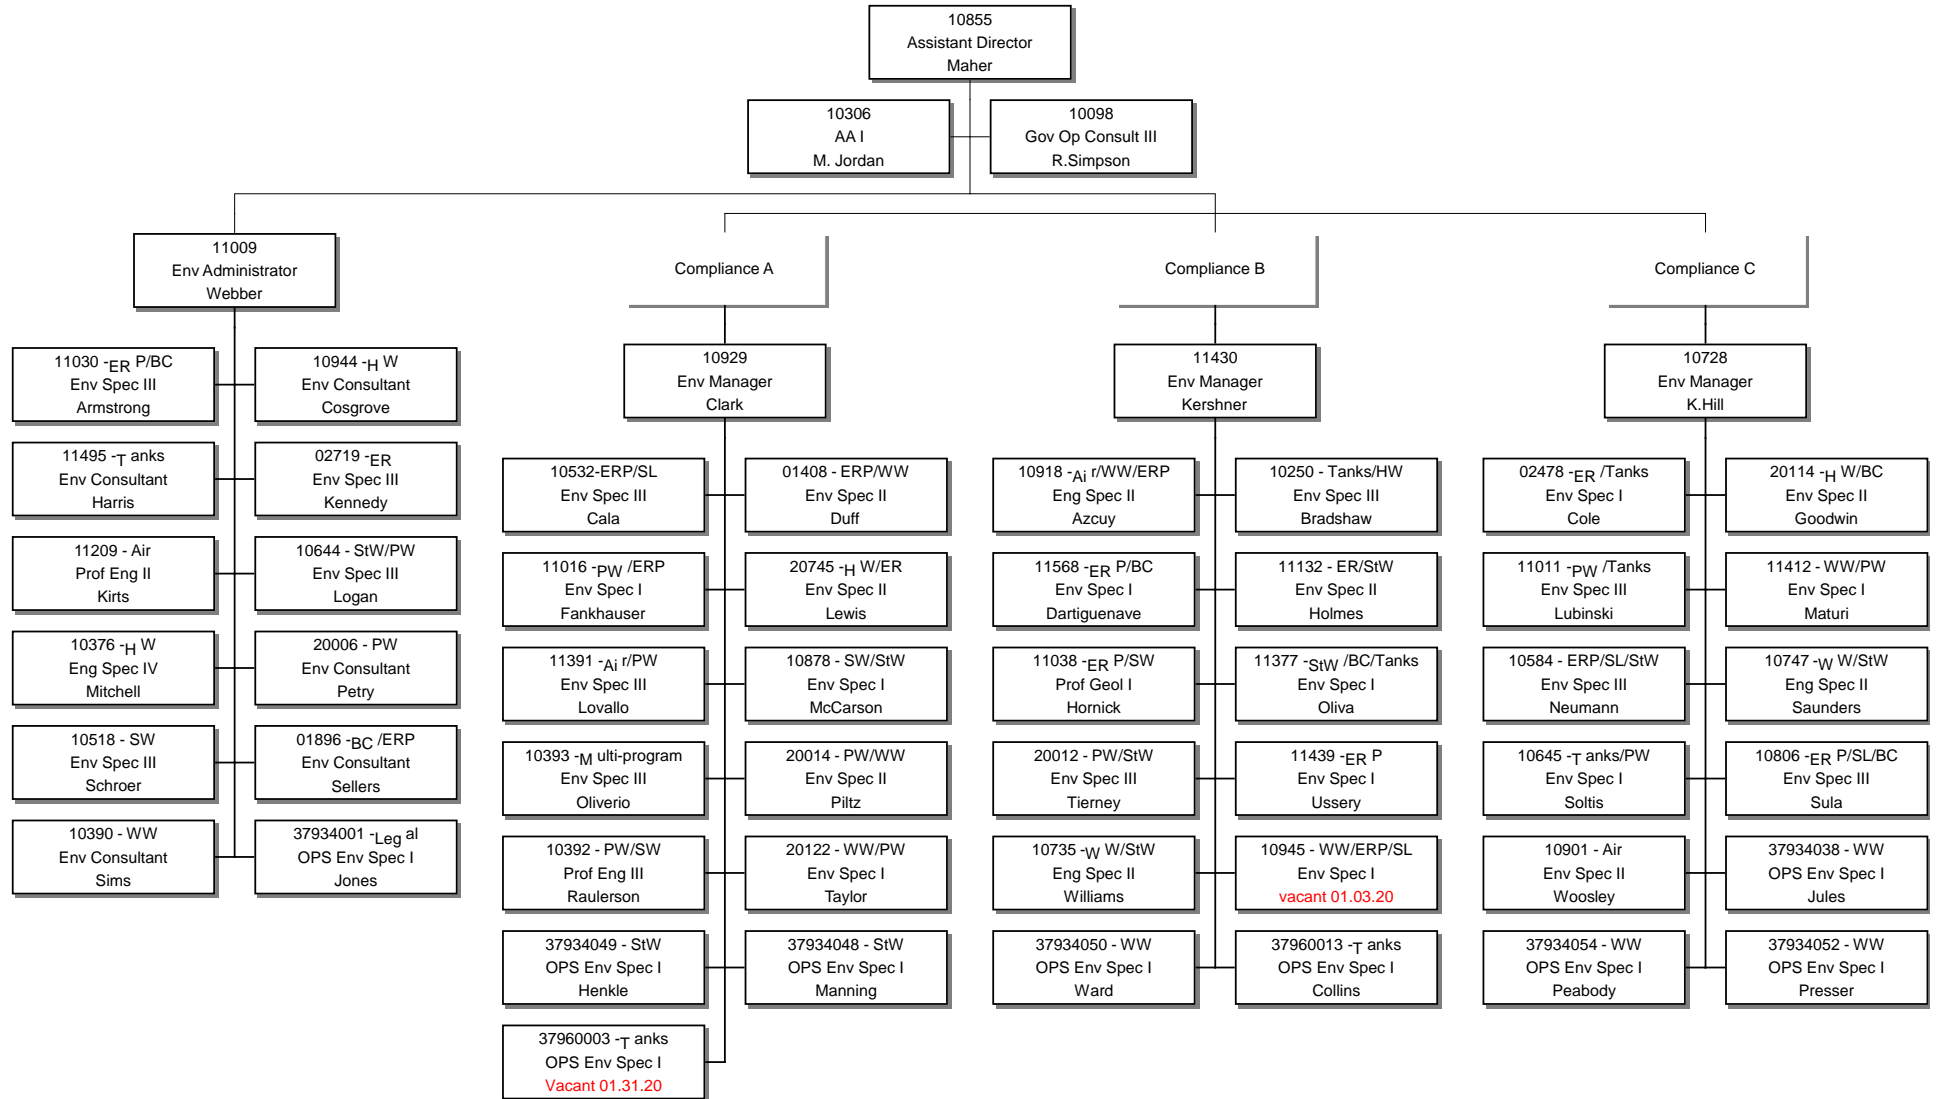 10855
Assistant Director
Maher
10306
AA I
M. Jordan
10098
Gov Op Consult III
R.Simpson
11009
Env Administrator
Webber
Compliance A
Compliance B
Compliance C
11030 -ER P/BC
Env Spec III
Armstrong
10944 -H W
Env Consultant
Cosgrove
11495 -T anks
Env Consultant
Harris
02719 -ER
Env Spec III
Kennedy
11209 - Air
Prof Eng II
Kirts
10644 - StW/PW
Env Spec III
Logan
10376 -H W
Eng Spec IV
Mitchell
20006 - PW
Env Consultant
Petry
10518 - SW
Env Spec III
Schroer
01896 -BC /ERP
Env Consultant
Sellers
10390 - WW
Env Consultant
Sims
37934001 -Leg al
OPS Env Spec I
Jones
10929
Env Manager
Clark
10532-ERP/SL
Env Spec III
Cala
01408 - ERP/WW
Env Spec II
Duff
11016 -PW /ERP
Env Spec I
Fankhauser
20745 -H W/ER
Env Spec II
Lewis
11391 -Ai r/PW
Env Spec III
Lovallo
10878 - SW/StW
Env Spec I
McCarson
10393 -M ulti-program
Env Spec III
Oliverio
20014 - PW/WW
Env Spec II
Piltz
10392 - PW/SW
Prof Eng III
Raulerson
20122 - WW/PW
Env Spec I
Taylor
37934049 - StW
OPS Env Spec I
Henkle
37934048 - StW
OPS Env Spec I
Manning
37960003 -T anks
OPS Env Spec I
Vacant 01.31.20
11430
Env Manager
Kershner
10918 -Ai r/WW/ERP
Eng Spec II
Azcuy
10250 - Tanks/HW
Env Spec III
Bradshaw
11568 -ER P/BC
Env Spec I
Dartiguenave
11132 - ER/StW
Env Spec II
Holmes
11038 -ER P/SW
Prof Geol I
Hornick
11377 -StW /BC/Tanks
Env Spec I
Oliva
20012 - PW/StW
Env Spec III
Tierney
11439 -ER P
Env Spec I
Ussery
10735 -W W/StW
Eng Spec II
Williams
10945 - WW/ERP/SL
Env Spec I
vacant 01.03.20
37934050 - WW
OPS Env Spec I
Ward
37960013 -T anks
OPS Env Spec I
Collins
10728
Env Manager
K.Hill
02478 -ER /Tanks
Env Spec I
Cole
20114 -H W/BC
Env Spec II
Goodwin
11011 -PW /Tanks
Env Spec III
Lubinski
11412 - WW/PW
Env Spec I
Maturi
10584 - ERP/SL/StW
Env Spec III
Neumann
10747 -W W/StW
Eng Spec II
Saunders
10645 -T anks/PW
Env Spec I
Soltis
10806 -ER P/SL/BC
Env Spec III
Sula
10901 - Air
Env Spec II
Woosley
37934038 - WW
OPS Env Spec I
Jules
37934054 - WW
OPS Env Spec I
Peabody
37934052 - WW
OPS Env Spec I
Presser